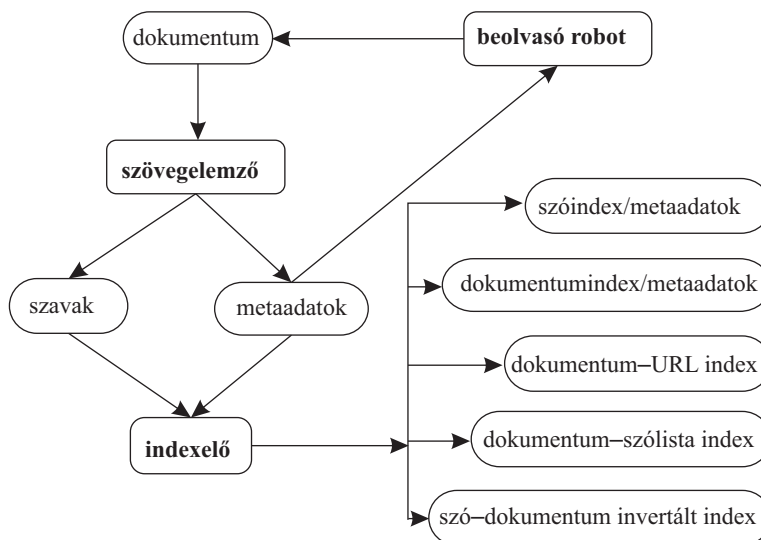 dokumentum
beolvasó robot
szövegelemző
szóindex/metaadatok
dokumentumindex/metaadatok
szavak
metaadatok
dokumentum–URL index
indexelő
dokumentum–szólista index
szó–dokumentum invertált index